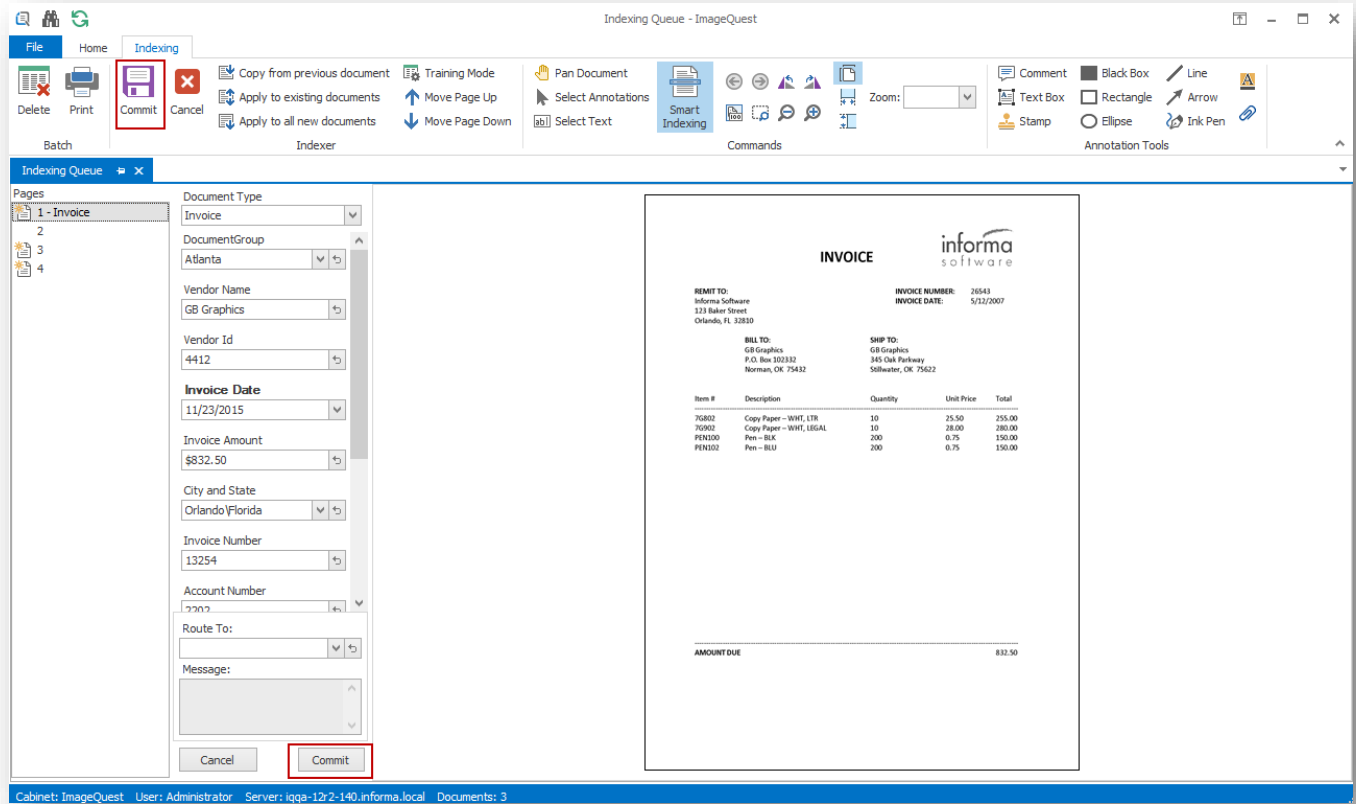 Indexing Queue - ImageQuest
File Home Indexing
Delete
Print
Commit
Cancel
Copy from previous document
Apply to existing documents
Apply to all new documents
Training Mode
Move Page Up
Move Page Down
Pan Document
Select Annotations
Select Text
Smart
Indexing
Zoom:
Comment
Text Box
Stamp
Black Box
Rectangle
Ellipse
Line
Arrow
Ink Pen
Batch Indexer Commands Annotation Tools
Indexing Queue
Pages
1 - Invoice
2
3
4
Document Type
Invoice
DocumentGroup
Atlanta
Vendor Name
GB Graphics
Vendor Id
4412
Invoice Date
11/23/2015
Invoice Amount
$832.50
City and State
Orlando\Florida
Invoice Number
13254
Account Number
2202
Route To:
Message:
Cancel Commit
informa
software
INVOICE
REMIT TO:
Informa Software
123 Baker Street
Orlando, FL 32810
INVOICE NUMBER: 26543
INVOICE DATE: 5/12/2007
BILL TO:
GB Graphics
P.O. Box 102332
Norman, OK 75432
SHIP TO:
GB Graphics
345 Oak Parkway
Stillwater, OK 75622
Item # Description Quantity Unit Price Total
7G802 Copy Paper – WHT, LTR 10 25.50 255.00
7G902 Copy Paper – WHT, LEGAL 10 28.00 280.00
PEN100 Pen – BLK 200 0.75 150.00
PEN102 Pen – BLU 200 0.75 150.00
AMOUNT DUE 832.50
Cabinet: ImageQuest User: Administrator Server: iqqa-12r2-140.informa.local Documents: 3